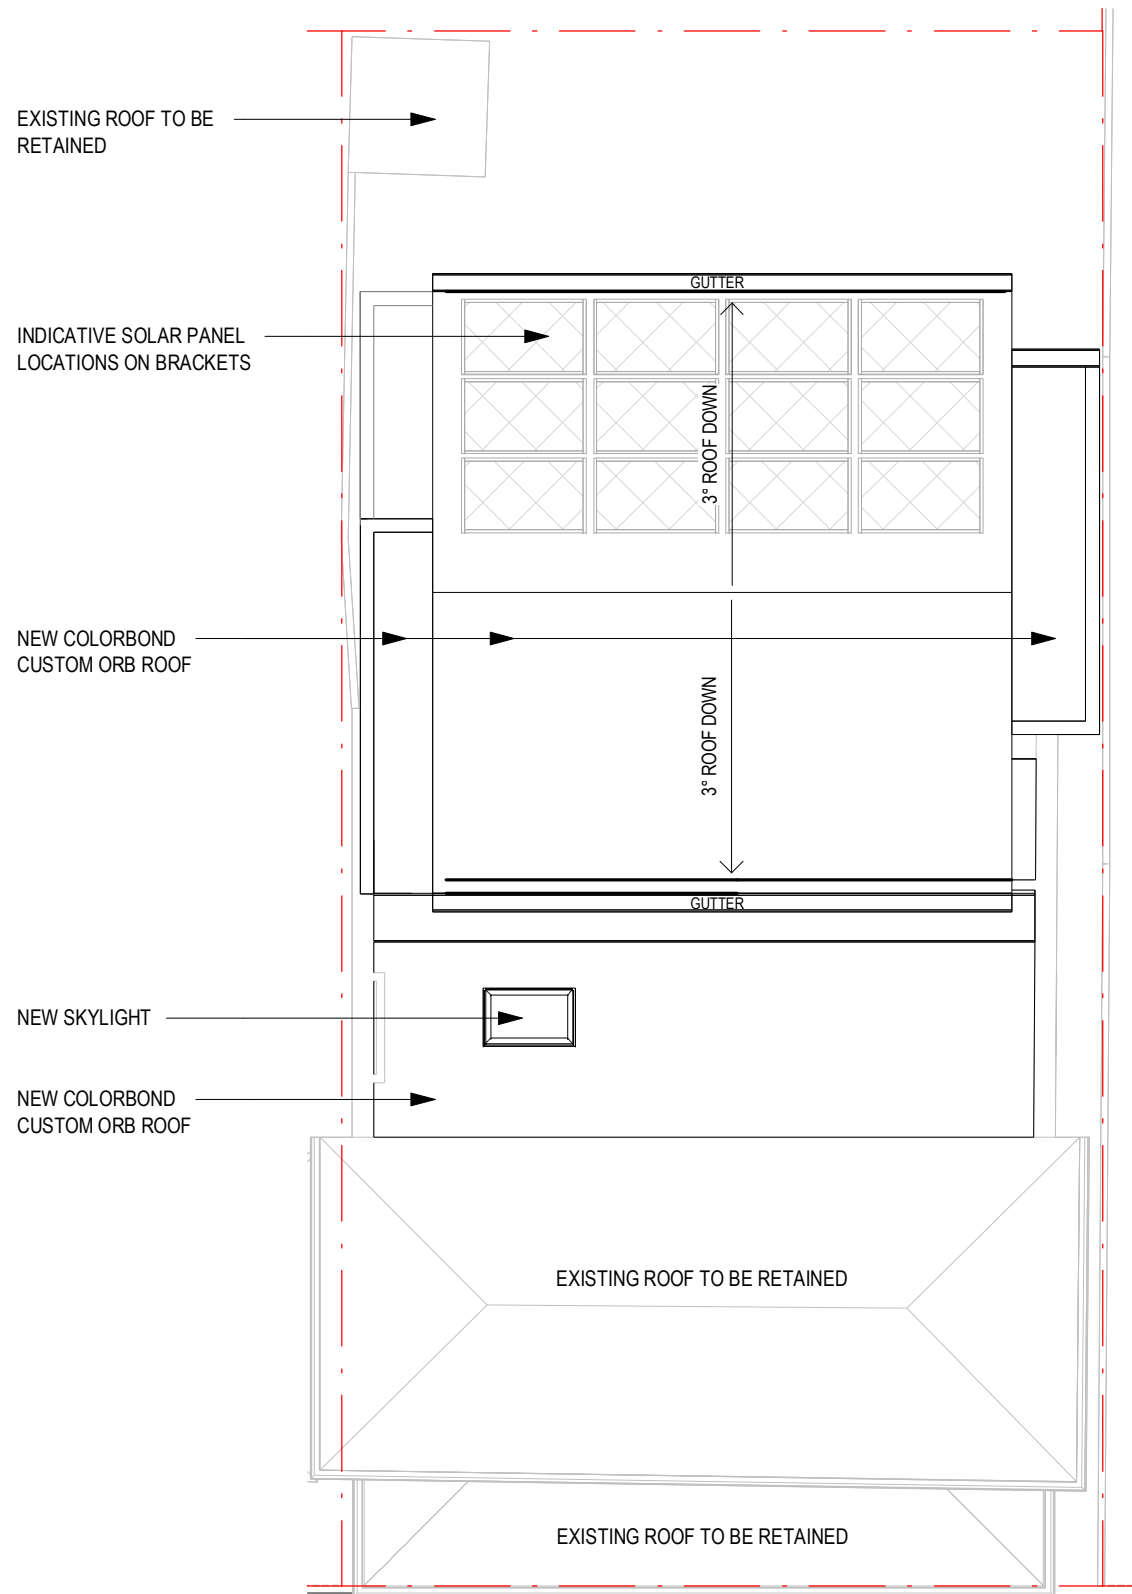 EXISTING ROOF TO BE
RETAINED
GUTTER
INDICATIVE SOLAR PANEL
LOCATIONS ON BRACKETS
3° ROOF DOWN
NEW COLORBOND
CUSTOM ORB ROOF
3° ROOF DOWN
GUTTER
NEW SKYLIGHT
NEW COLORBOND
CUSTOM ORB ROOF
EXISTING ROOF TO BE RETAINED
EXISTING ROOF TO BE RETAINED